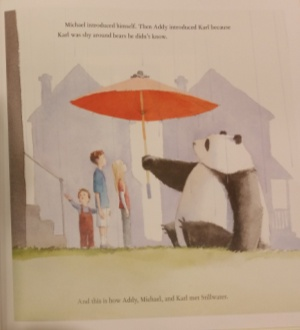 Michael introduced himself. Then Addy introduced Karl because
Karl was shy around bears he didn't know.
And this is how Addy, Michael, and Karl met Stillwater.